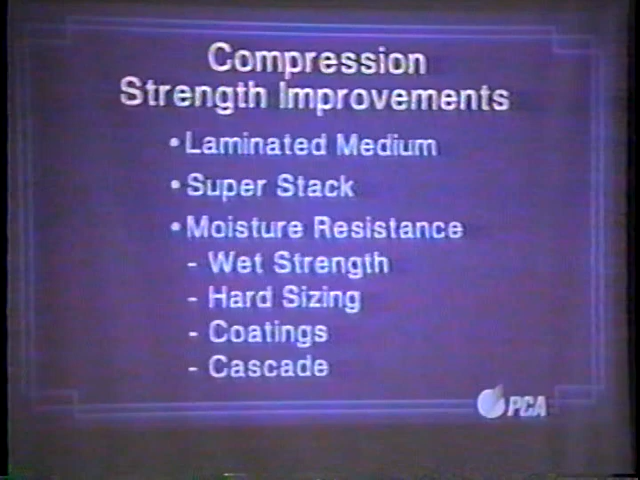 Compression
Strength Improvements
• Laminated Medium
• Super Stack
• Moisture Resistance
- Wet Strength
- Hard Sizing
- Coatings
- Cascade
PCA